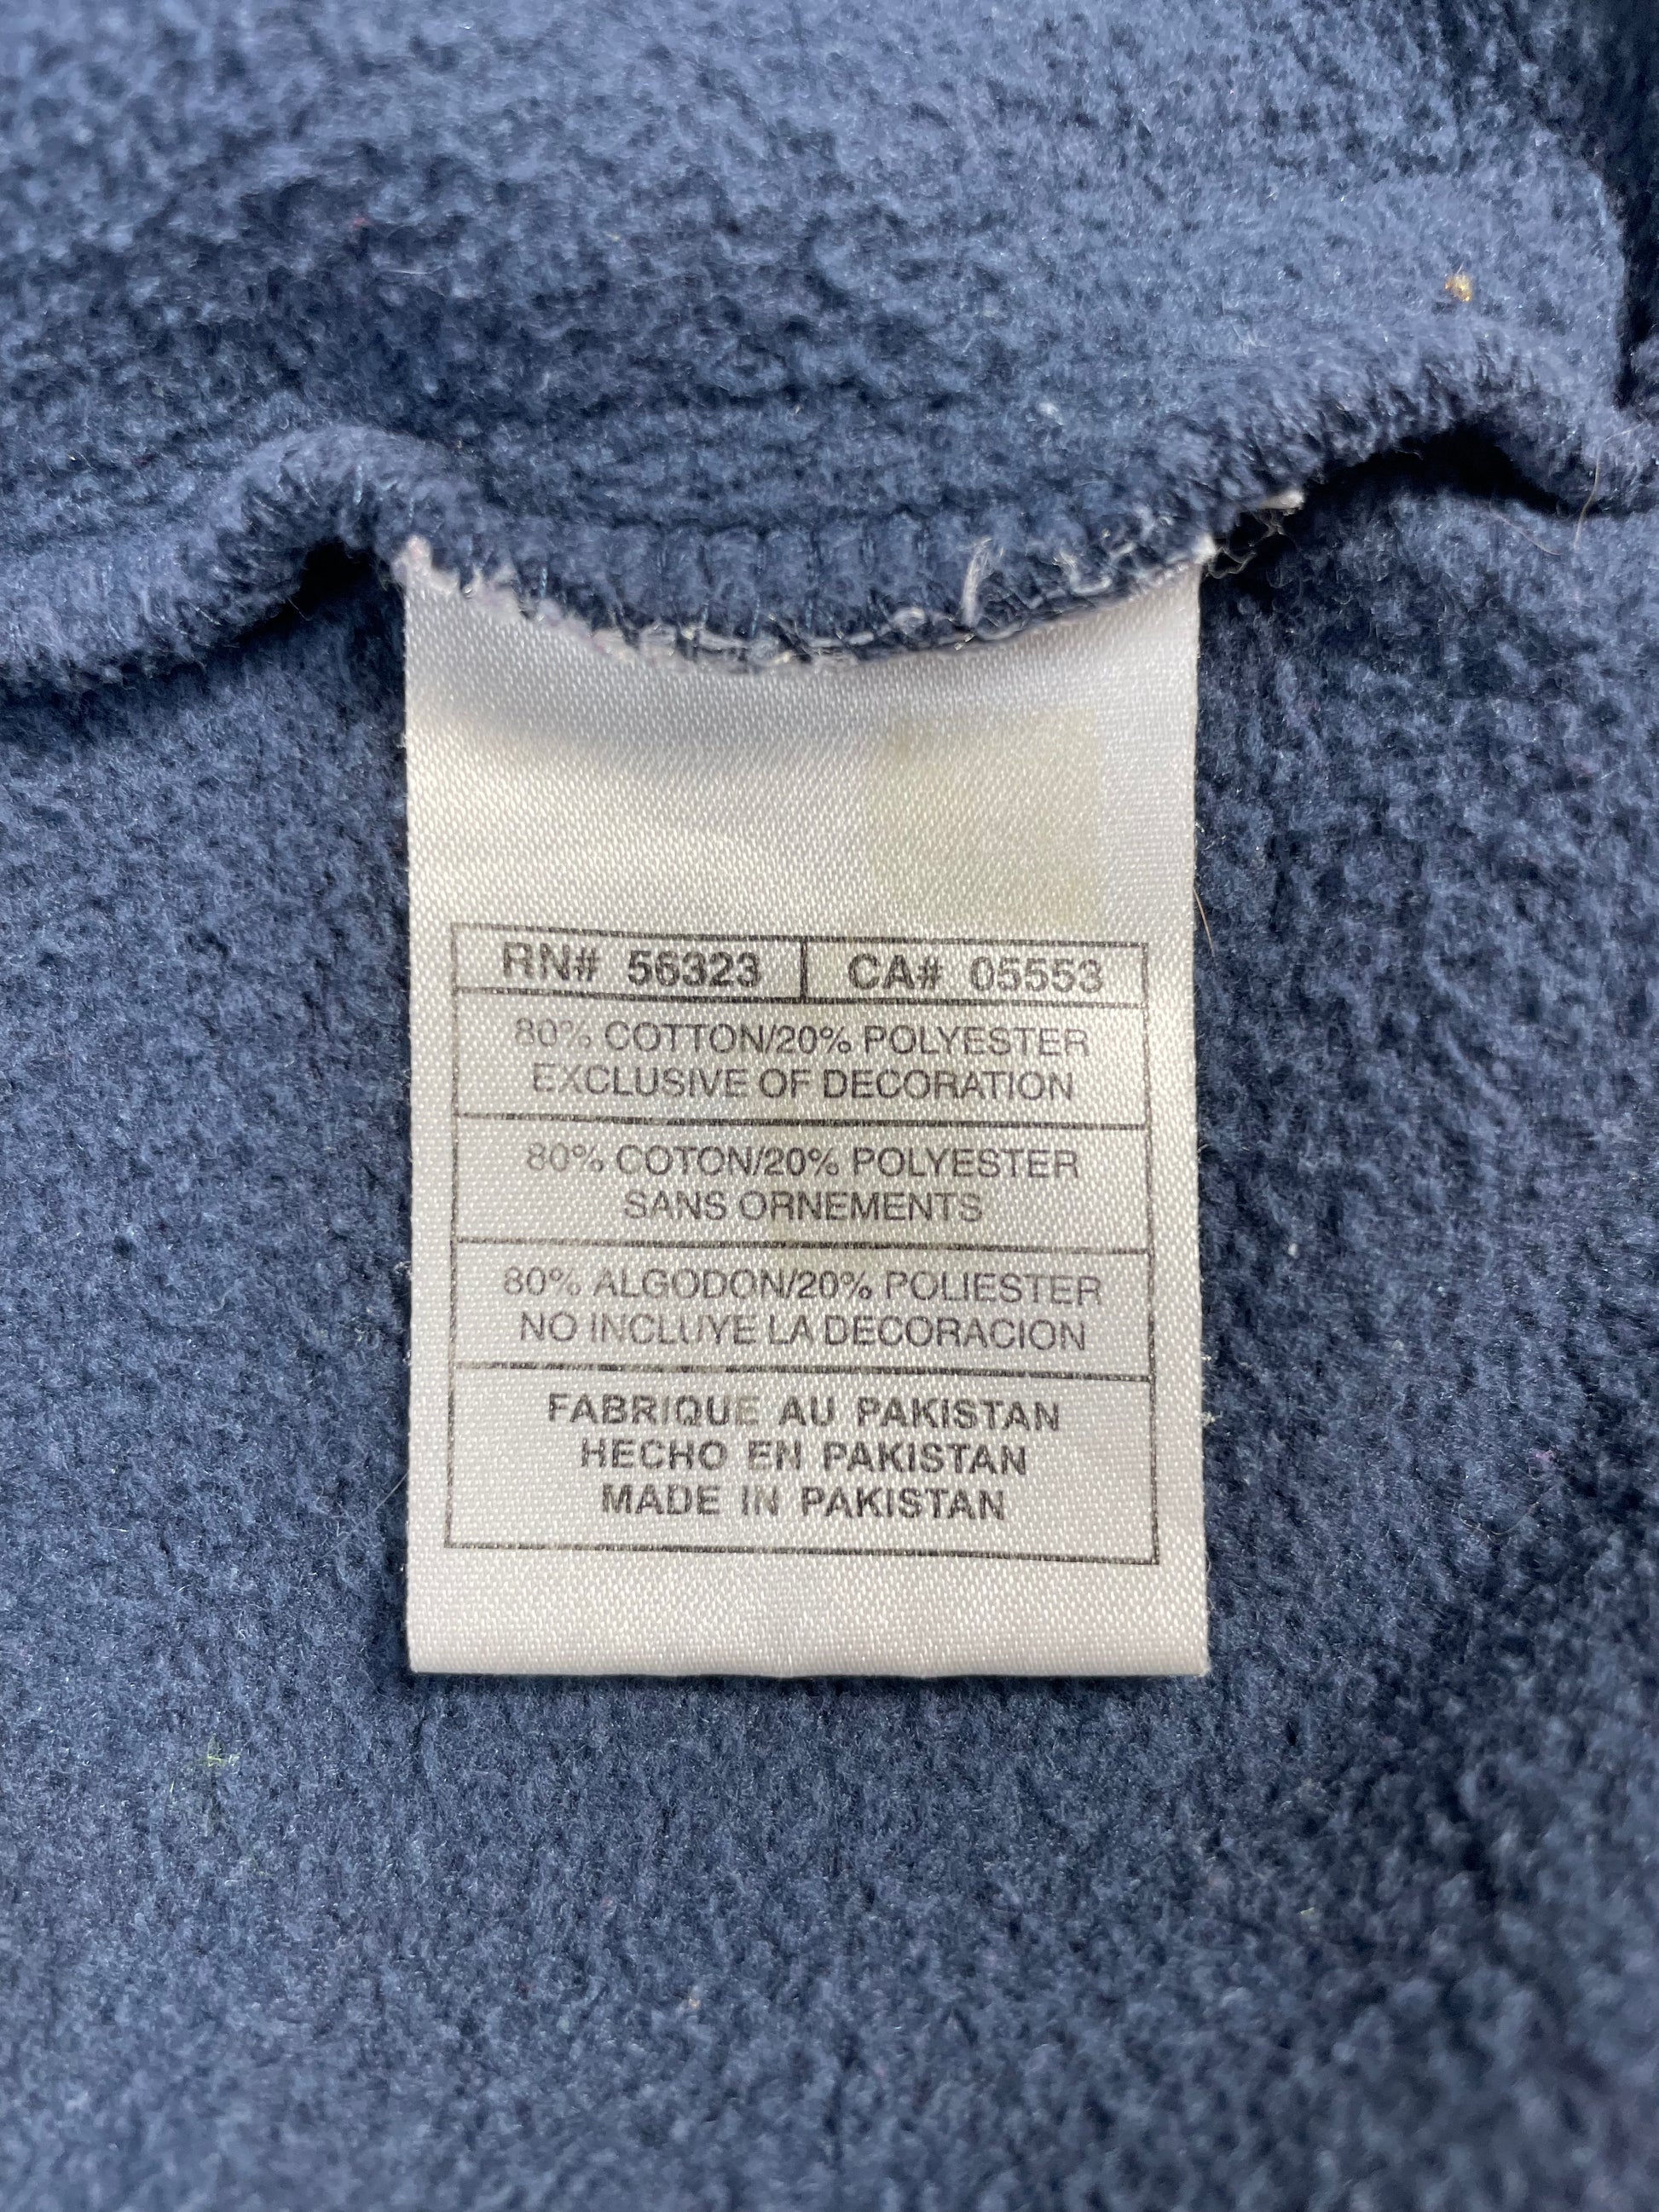 RN# 56323 CA# 05553
80% COTTON/20% POLYESTER
EXCLUSIVE OF DECORATION
80% COTON/20% POLYESTER
SANS ORNEMENTS
80% ALGODON/20% POLIESTER
NO INCLUYE LA DECORACION
FABRIQUE AU PAKISTAN
HECHO EN PAKISTAN
MADE IN PAKISTAN